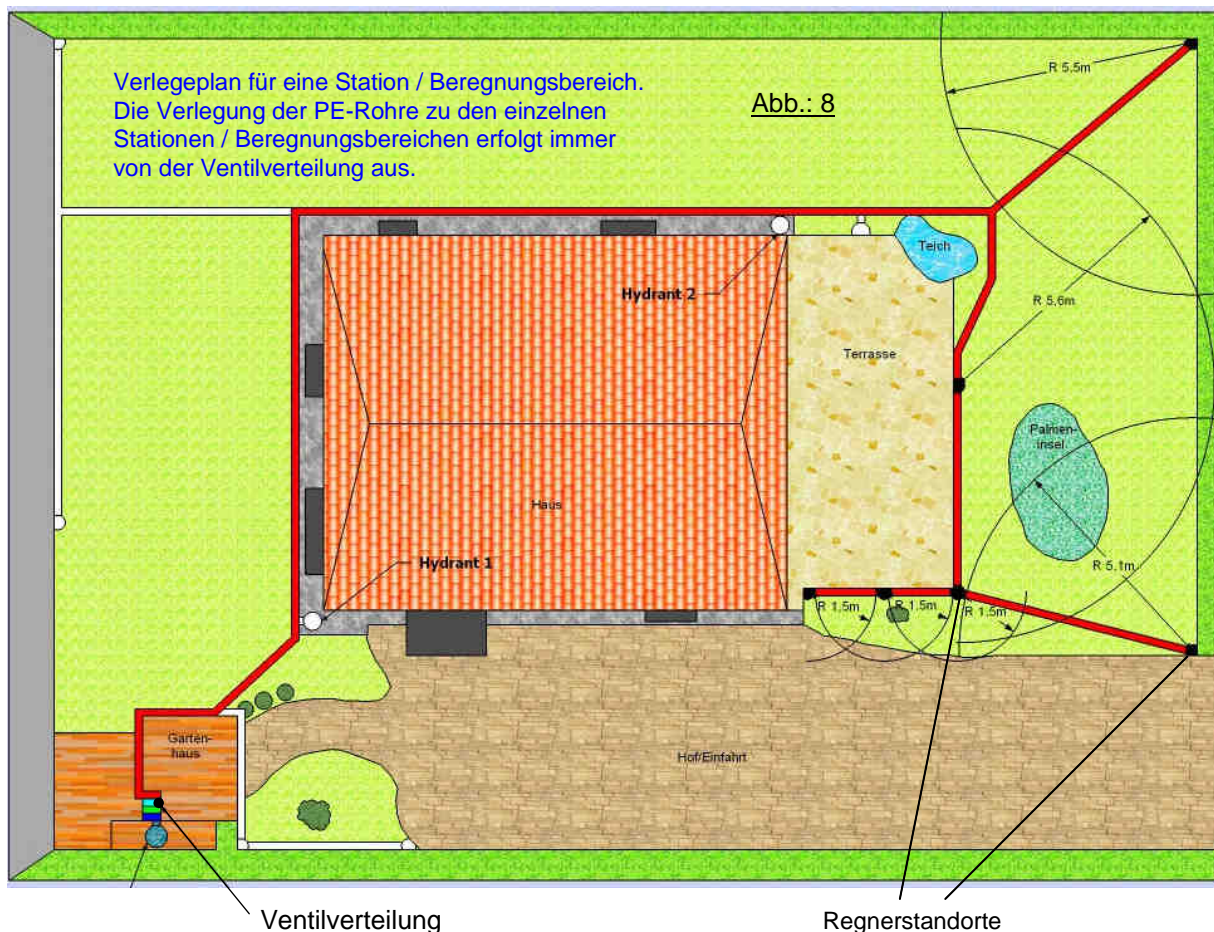 Verlegeplan für eine Station / Beregnungsbereich.
Die Verlegung der PE-Rohre zu den einzelnen
Stationen / Beregnungsbereichen erfolgt immer
von der Ventilverteilung aus.
Abb.: 8
R 5,5m
Teich
Hydrant 2
R 5,6m
Terrasse
Palmen-
insel
Haus
Hydrant 1
R 5,1m
R 1,5m
R 1,5m
R 1,5m
Garten-
haus
Hof/Einfahrt
Ventilverteilung
Regnerstandorte